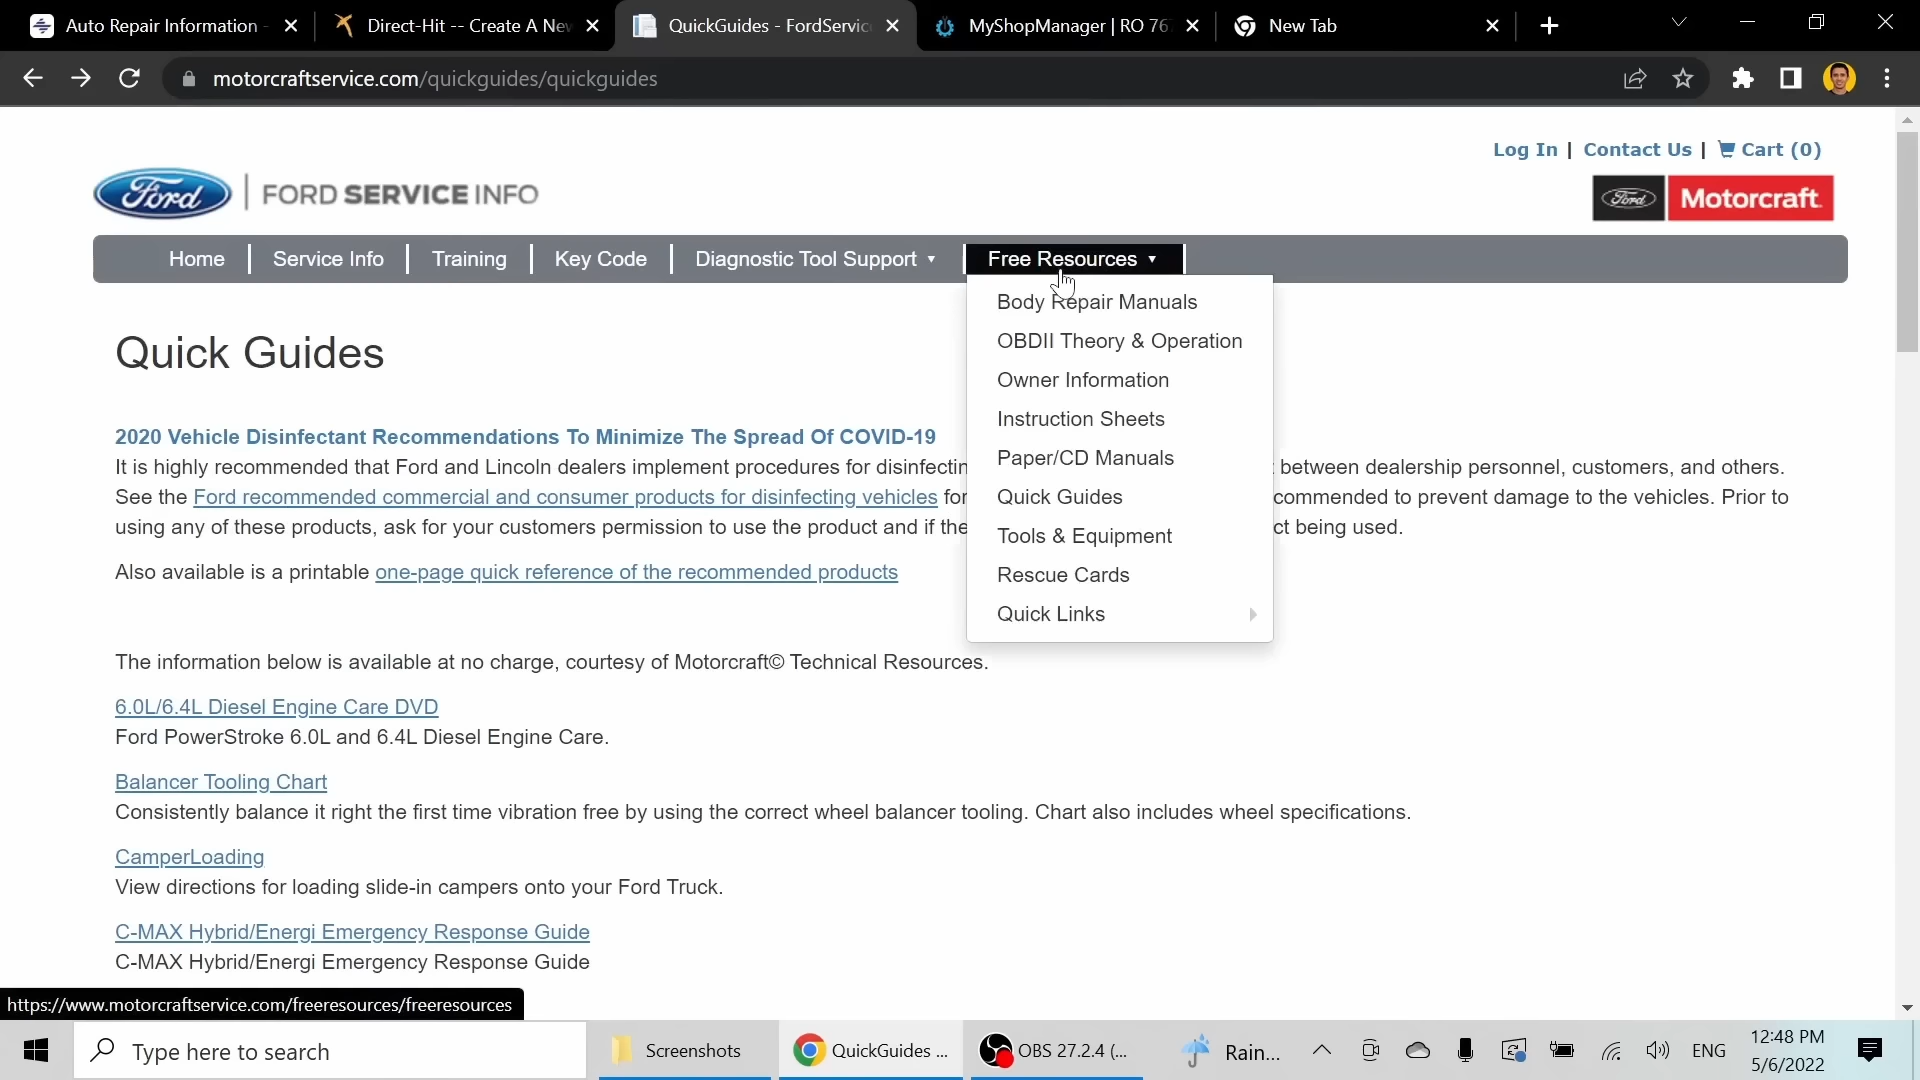 Auto Repair Information -
Direct-Hit -- Create A New
QuickGuides - FordService
MyShopManager | RO 767
New Tab
motorcraftservice.com/quickguides/quickguides
Log In | Contact Us | Cart (0)
Ford | FORD SERVICE INFO
Ford Motorcraft
Home
Service Info
Training
Key Code
Diagnostic Tool Support
Free Resources
Body Repair Manuals
OBDII Theory & Operation
Owner Information
Instruction Sheets
Paper/CD Manuals
Quick Guides
Tools & Equipment
Rescue Cards
Quick Links
Quick Guides
2020 Vehicle Disinfectant Recommendations To Minimize The Spread Of COVID-19
It is highly recommended that Ford and Lincoln dealers implement procedures for between dealership personnel, customers, and others.
See the Ford recommended commercial and consumer products for disinfecting vehicles for commended to prevent damage to the vehicles. Prior to
using any of these products, ask for your customers permission to use the product and if the ct being used.
Also available is a printable one-page quick reference of the recommended products
The information below is available at no charge, courtesy of Motorcraft© Technical Resources.
6.0L/6.4L Diesel Engine Care DVD
Ford PowerStroke 6.0L and 6.4L Diesel Engine Care.
Balancer Tooling Chart
Consistently balance it right the first time vibration free by using the correct wheel balancer tooling. Chart also includes wheel specifications.
CamperLoading
View directions for loading slide-in campers onto your Ford Truck.
C-MAX Hybrid/Energi Emergency Response Guide
C-MAX Hybrid/Energi Emergency Response Guide
https://www.motorcraftservice.com/freeresources/freeresources
Type here to search
Screenshots
QuickGuides ...
OBS 27.2.4 (...
Rain...
ENG
12:48 PM
5/6/2022